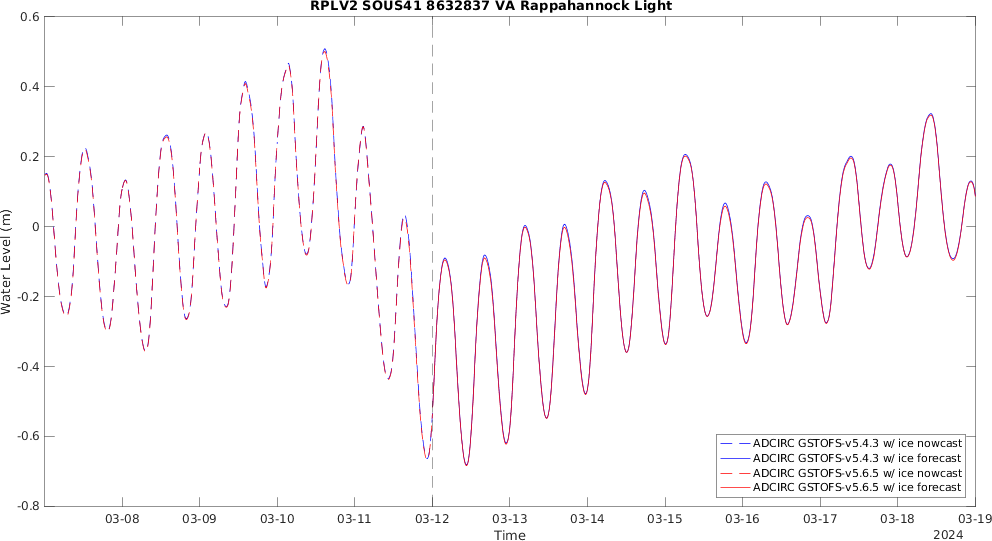 RPLV2 SOUS41 8632837 VA Rappahannock Light
0.6
0.4
0.2
0
-0.2
-0.4
-0.6
-0.8
Water Level (m)
ADCIRC GSTOFS-v5.4.3 w/ ice nowcast
ADCIRC GSTOFS-v5.4.3 w/ ice forecast
ADCIRC GSTOFS-v5.6.5 w/ ice nowcast
ADCIRC GSTOFS-v5.6.5 w/ ice forecast
03-08 03-09 03-10 03-11 03-12 03-13 03-14 03-15 03-16 03-17 03-18 03-19
Time
2024